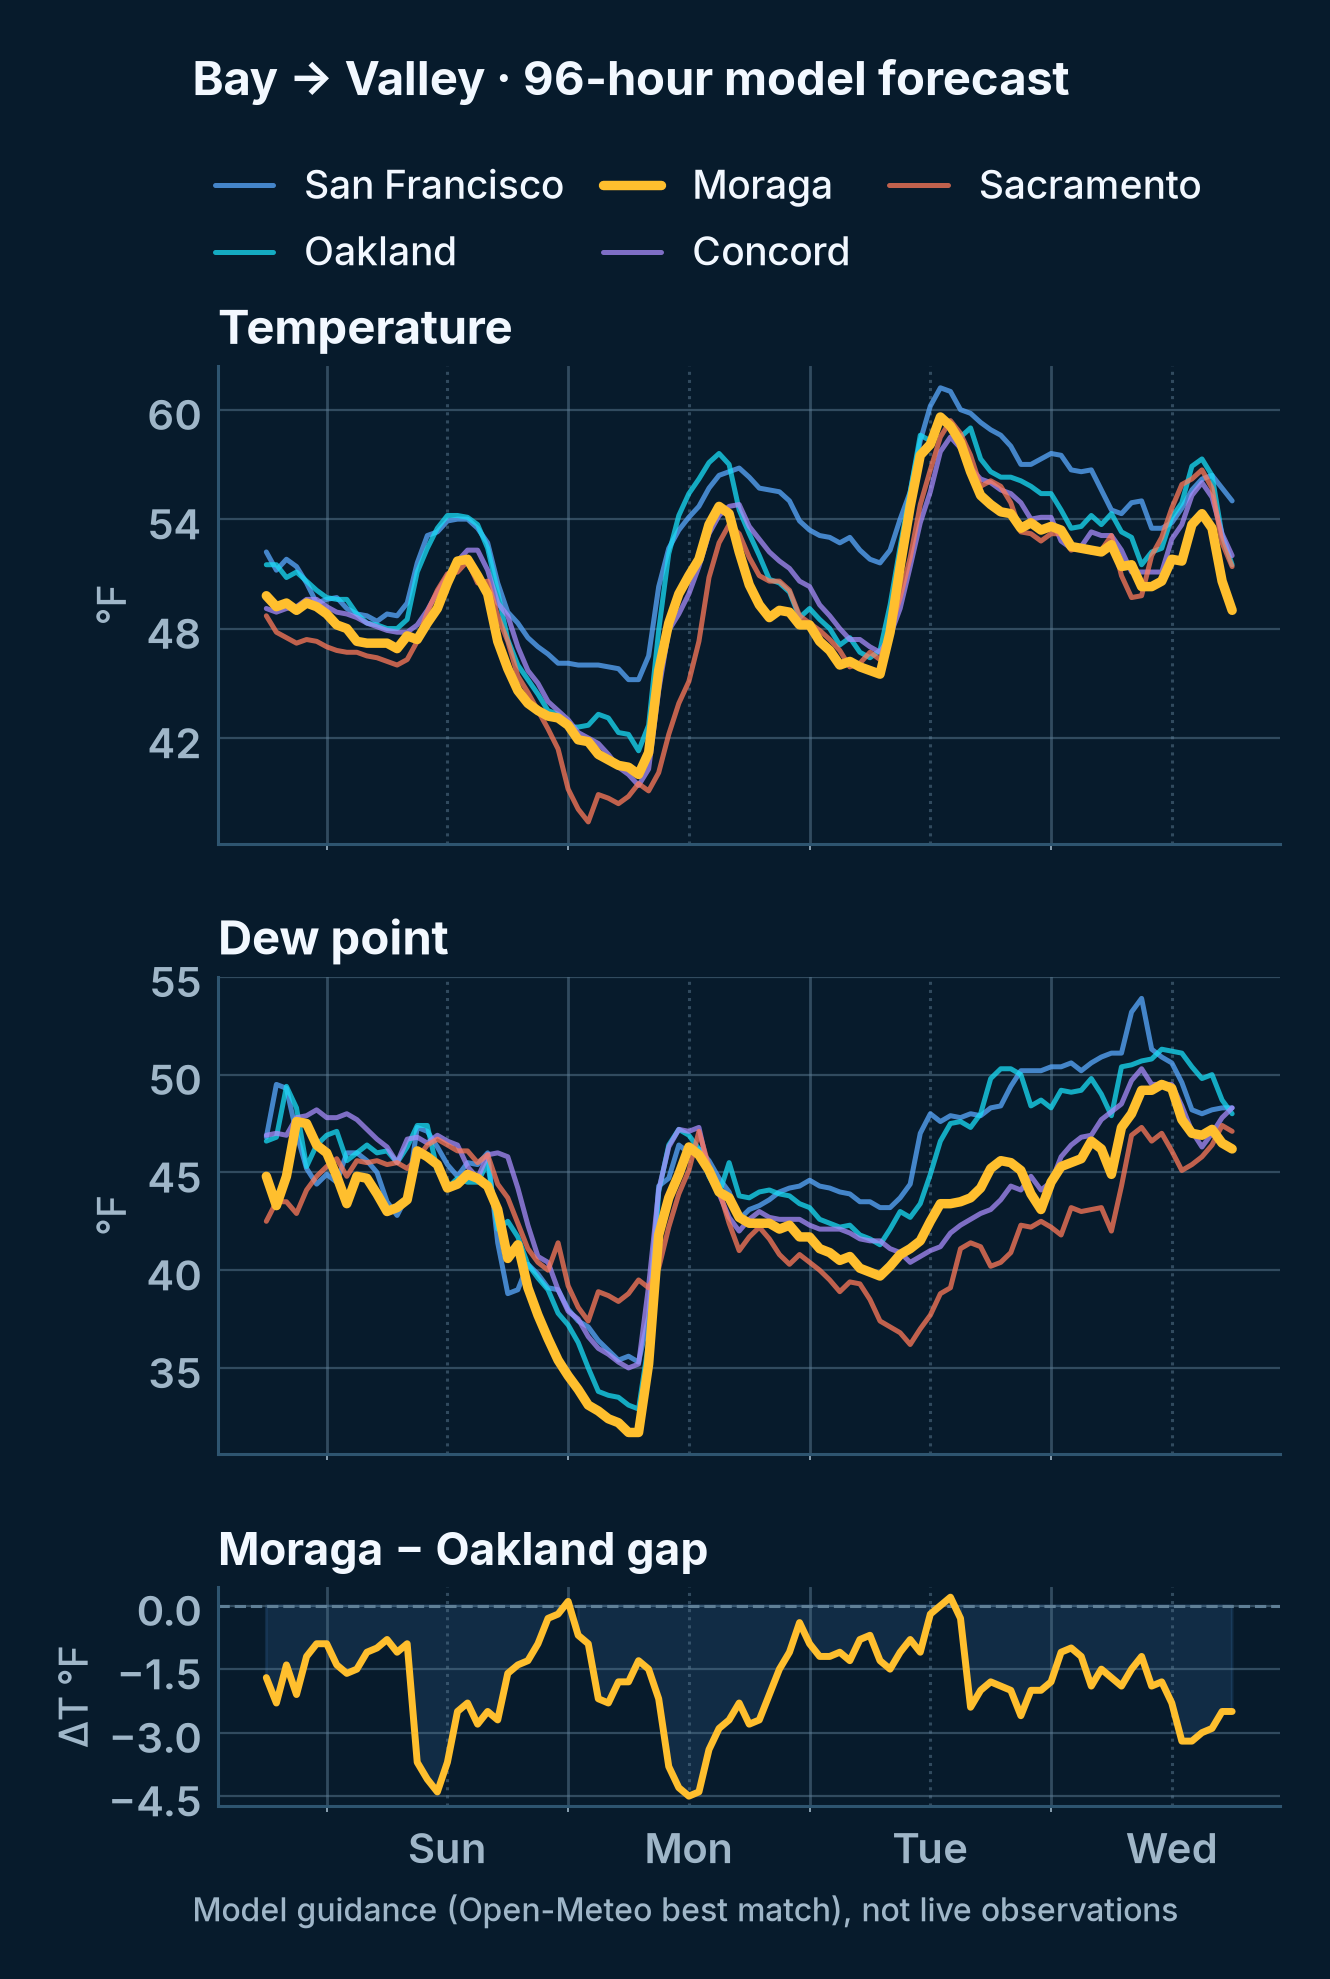 Bay → Valley · 96-hour model forecast
San Francisco Moraga Sacramento
Oakland Concord
Temperature
60
54
48
42
°F
Dew point
55
50
45
40
35
°F
Moraga − Oakland gap
0.0
−1.5
−3.0
−4.5
ΔT °F
Sun Mon Tue Wed
Model guidance (Open-Meteo best match), not live observations